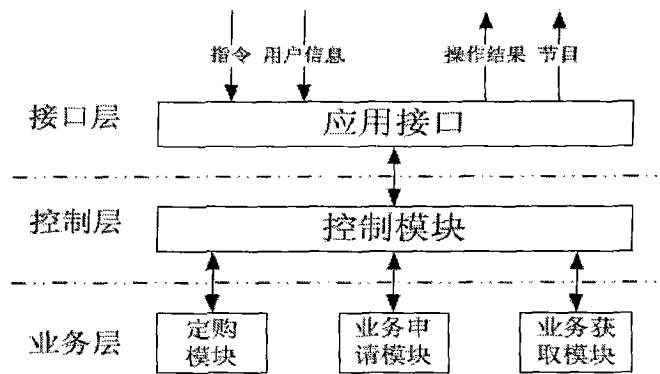 指令 用户信息 操作结果 节目
接口层 应用接口
控制层 控制模块
业务层
定购
模块
业务申
请模块
业务获
取模块